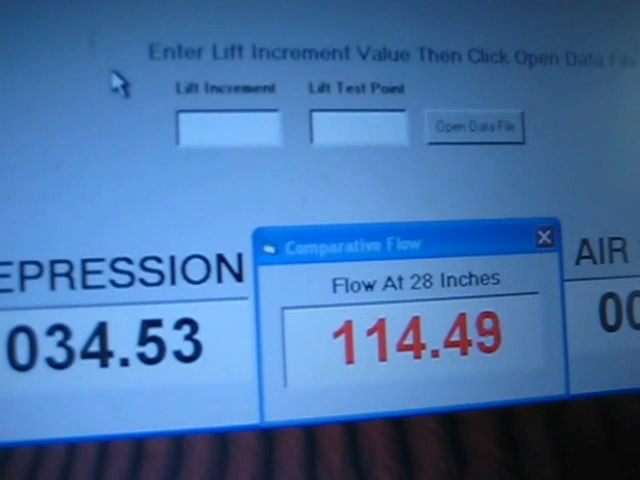 Enter Lift Increment Value Then Click Open Data File
Lift Increment Lift Test Point
Open Data File
Comparative Flow
EPRESSION
Flow At 28 Inches
AIR
034.53
114.49
00